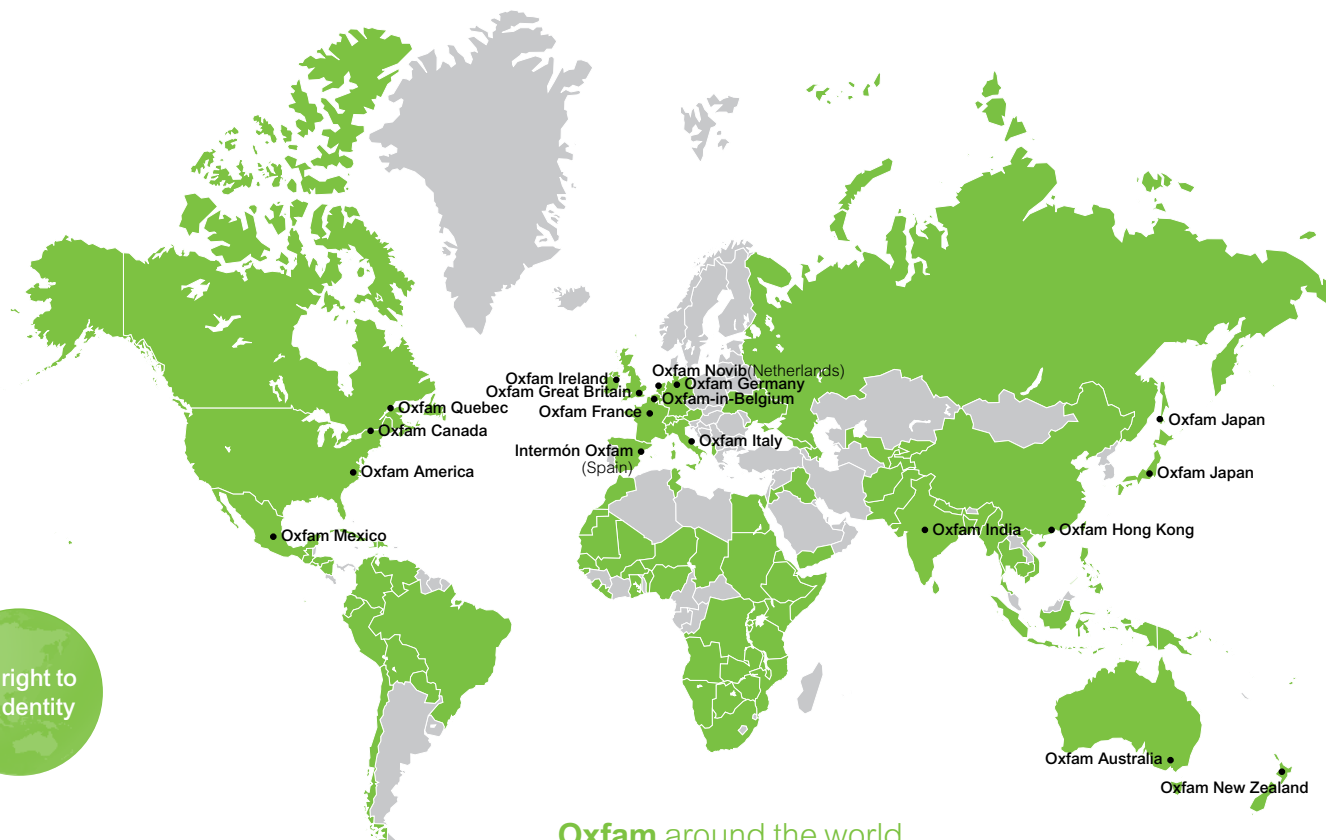 Oxfam Novib(Netherlands)
Oxfam Ireland
Oxfam Germany
Oxfam Great Britain
Oxfam-in-Belgium
Oxfam Quebec
Oxfam France
Oxfam Japan
Oxfam Canada
Oxfam Italy
Intermón Oxfam
(Spain)
Oxfam America
Oxfam Japan
Oxfam Mexico
Oxfam India
Oxfam Hong Kong
right to
dentity
Oxfam Australia
Oxfam New Zealand
Oxfam around the world